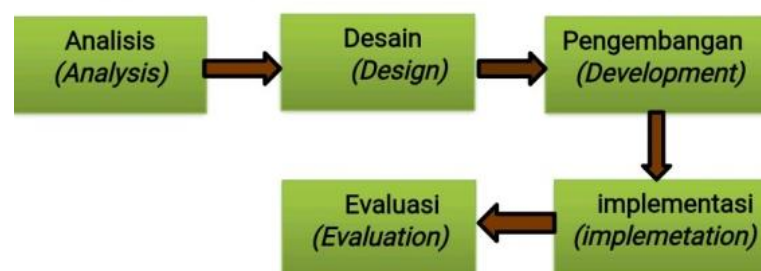 Analisis
(Analysis)
Desain
(Design)
Pengembangan
(Development)
implementasi
(implemetation)
Evaluasi
(Evaluation)